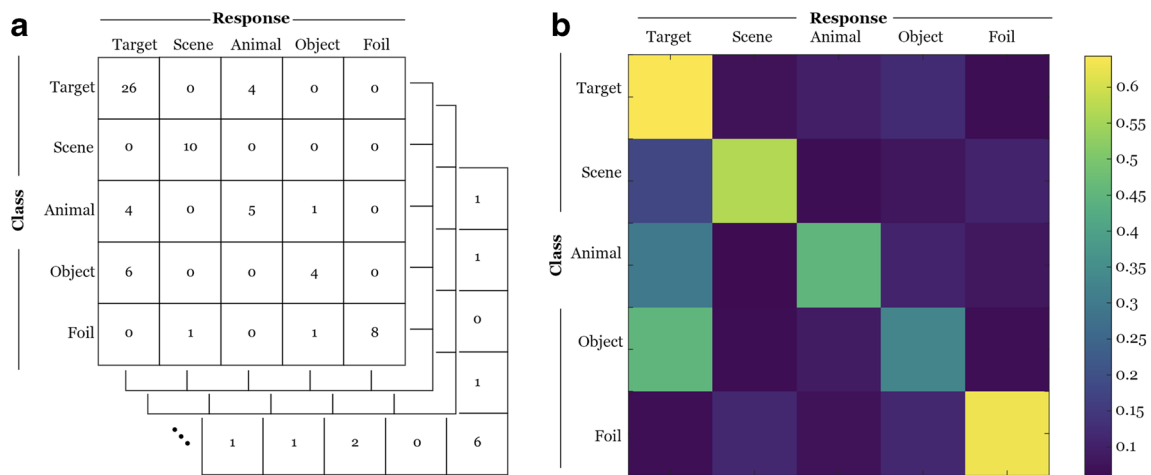 a
Response
Target Scene Animal Object Foil
Class
Target 26 0 4 0 0
Scene 0 10 0 0 0
Animal 4 0 5 1 0
Object 6 0 0 4 0
Foil 0 1 0 1 8
1
1
0
1
1 1 2 0 6
b
Response
Target Scene Animal Object Foil
Class
Target
Scene
Animal
Object
Foil
0.6
0.55
0.5
0.45
0.4
0.35
0.3
0.25
0.2
0.15
0.1